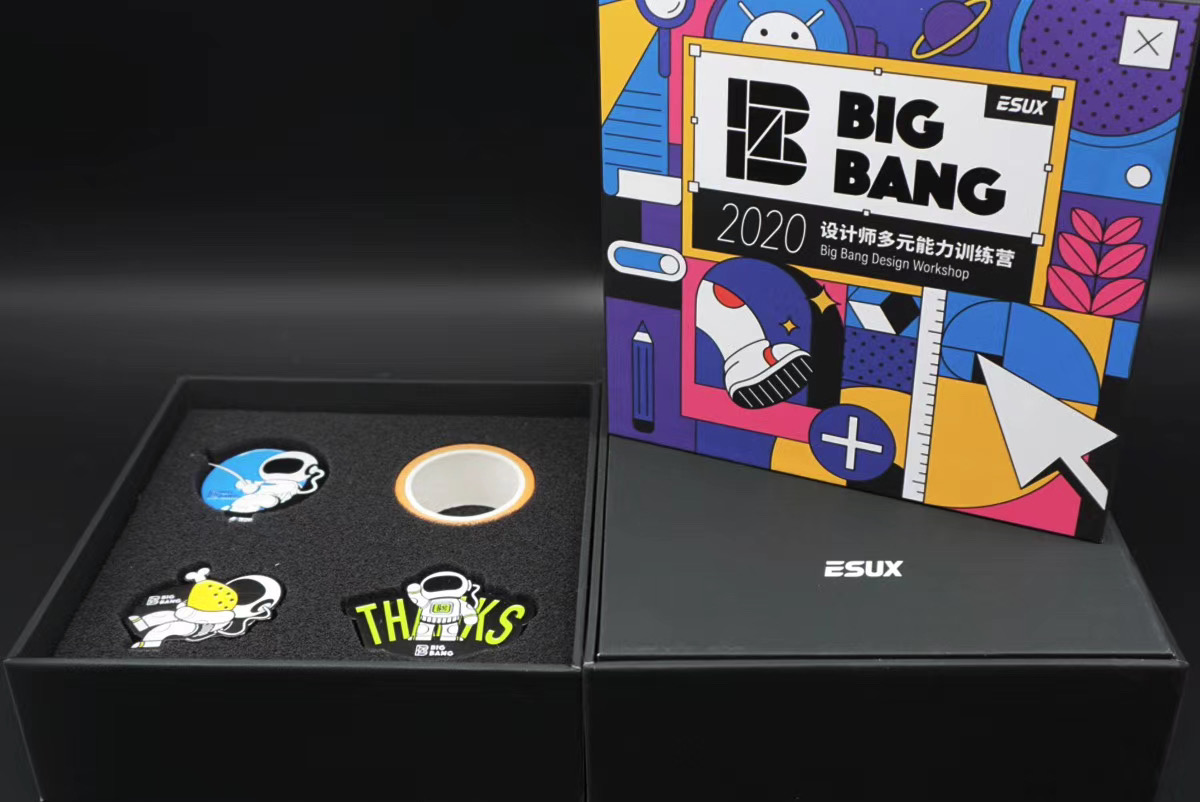 ESUX
BIG
BANG
2020
设计师多元能力训练营
Big Bang Design Workshop
ESUX
BIG
BANG
THANKS
BIG
BANG